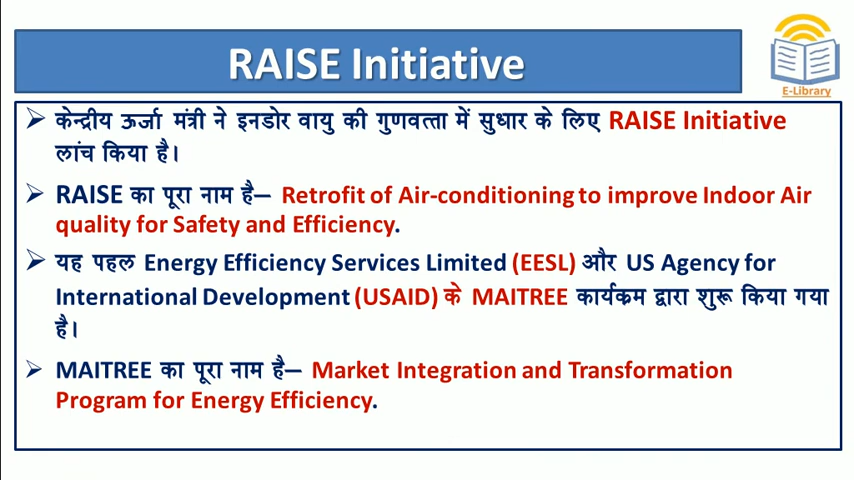 RAISE Initiative
E-Library
➢ केन्द्रीय ऊर्जा मंत्री ने इनडोर वायु की गुणवत्ता में सुधार के लिए RAISE Initiative
लांच किया है।
➢ RAISE का पूरा नाम है– Retrofit of Air-conditioning to improve Indoor Air
quality for Safety and Efficiency.
➢ यह पहल Energy Efficiency Services Limited (EESL) और US Agency for
International Development (USAID) के MAITREE कार्यक्रम द्वारा शुरू किया गया
है।
➢ MAITREE का पूरा नाम है– Market Integration and Transformation
Program for Energy Efficiency.